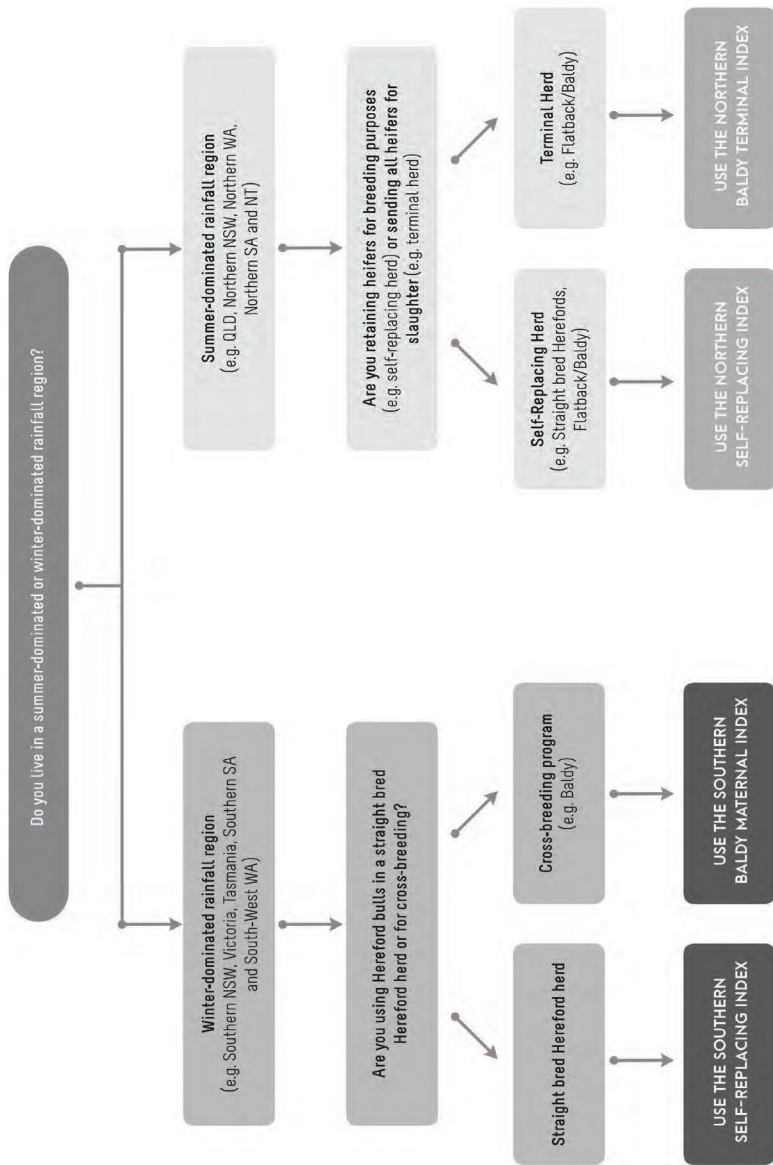 Do you live in a summer-dominated or winter-dominated rainfall region?
Winter-dominated rainfall region
(e.g. Southern NSW, Victoria, Tasmania, Southern SA
and South-West WA)
Summer-dominated rainfall region
(e.g. QLD, Northern NSW, Northern WA,
Northern SA and NT)
Are you using Hereford bulls in a straight bred
Hereford herd or for cross-breeding?
Are you retaining heifers for breeding purposes
(e.g. self-replacing herd) or sending all heifers for
slaughter (e.g. terminal herd)
Straight bred Hereford herd
Cross-breeding program
(e.g. Baldy)
Self-Replacing Herd
(e.g. Straight bred Herefords,
Flatback/Baldy)
Terminal Herd
(e.g. Flatback/Baldy)
USE THE SOUTHERN
SELF-REPLACING INDEX
USE THE SOUTHERN
BALDY MATERNAL INDEX
USE THE NORTHERN
SELF-REPLACING INDEX
USE THE NORTHERN
BALDY TERMINAL INDEX